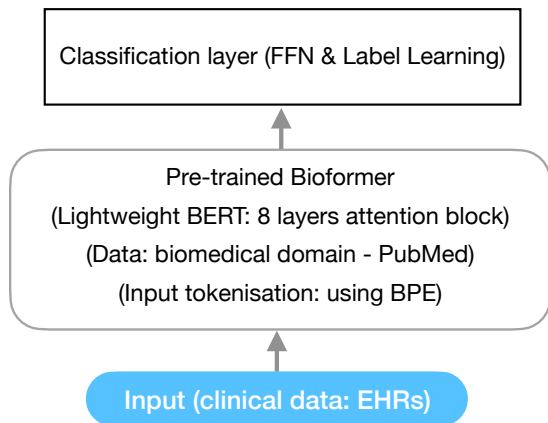 Classification layer (FFN & Label Learning)
Pre-trained Bioformer
(Lightweight BERT: 8 layers attention block)
(Data: biomedical domain - PubMed)
(Input tokenisation: using BPE)
Input (clinical data: EHRs)